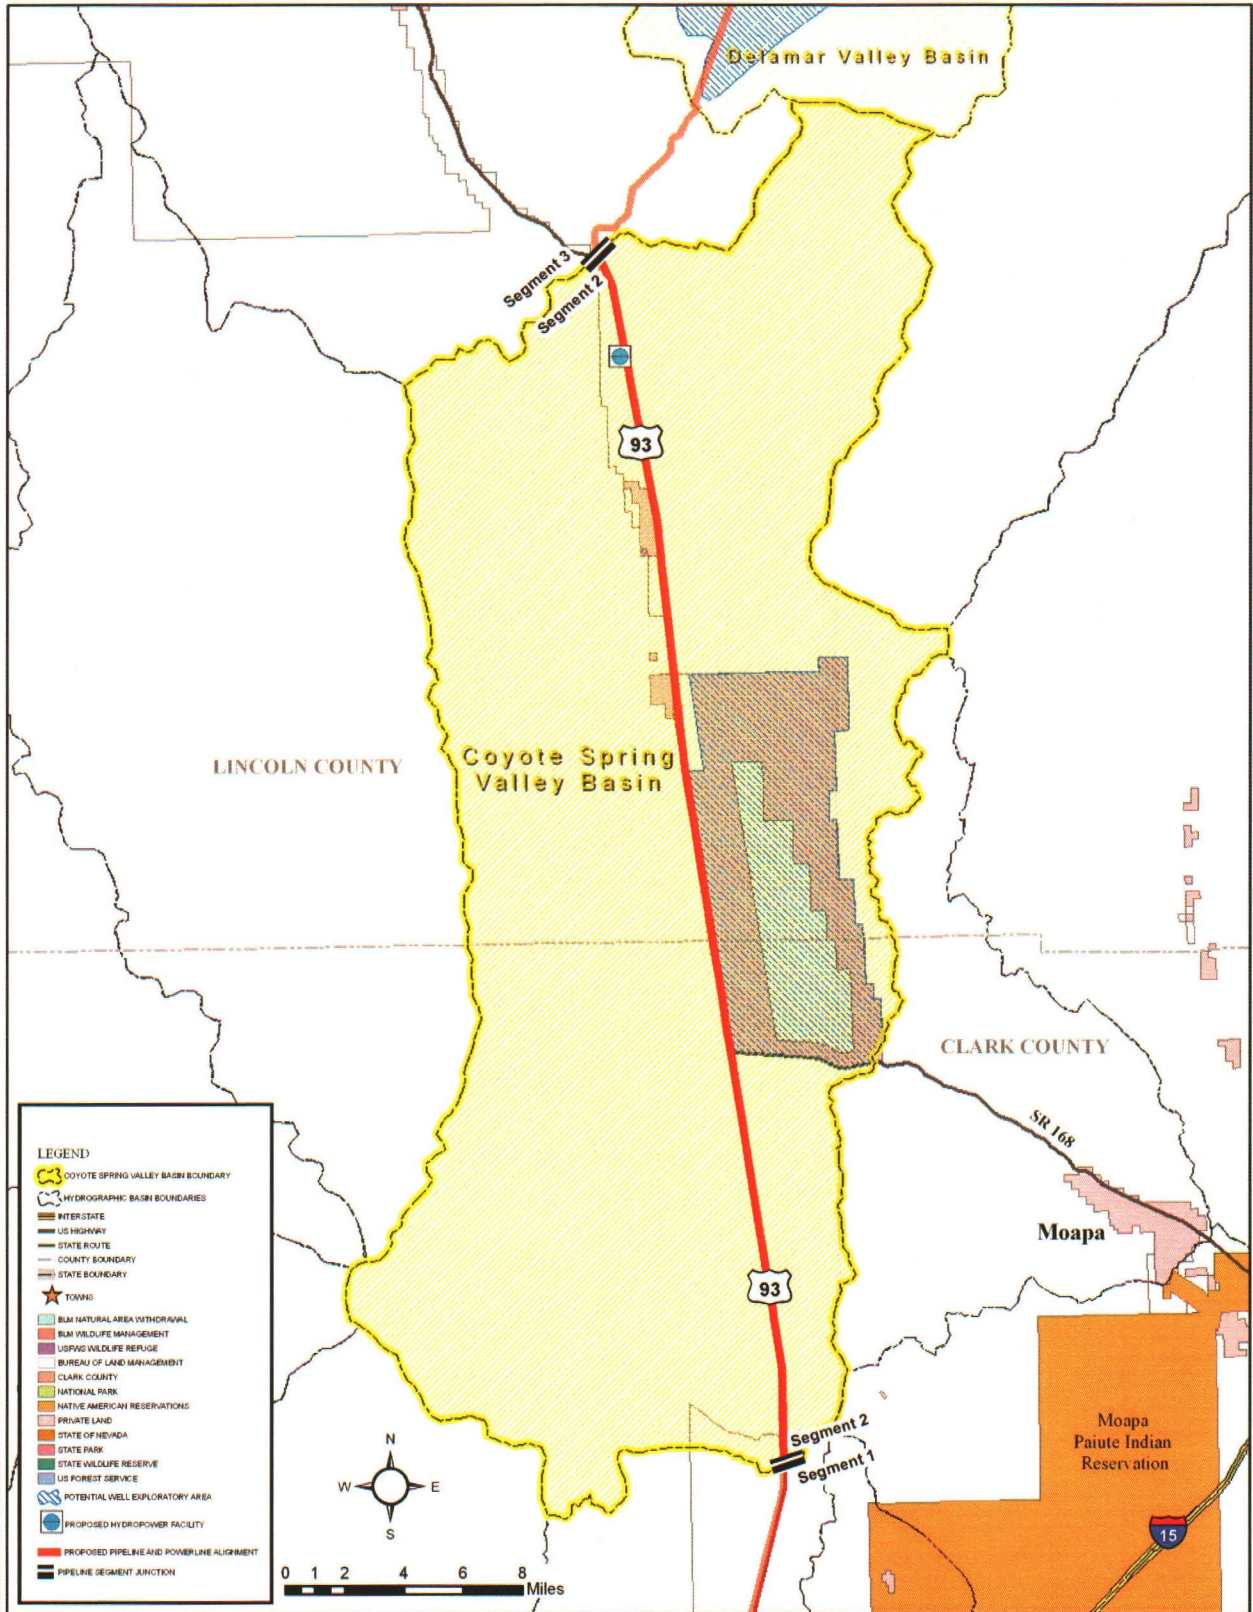 Delamar Valley Basin
Segment 3
Segment 2
93
LINCOLN COUNTY
Coyote Spring
Valley Basin
CLARK COUNTY
SR 168
Moapa
93
Segment 2
Segment 1
Moapa
Paiute Indian
Reservation
15
LEGEND
COYOTE SPRING VALLEY BASIN BOUNDARY
HYDROGRAPHIC BASIN BOUNDARIES
INTERSTATE
US HIGHWAY
STATE ROUTE
COUNTY BOUNDARY
STATE BOUNDARY
TOWNS
BLM NATURAL AREA WITHDRAWAL
BLM WILDLIFE MANAGEMENT
USFWS WILDLIFE REFUGE
BUREAU OF LAND MANAGEMENT
CLARK COUNTY
NATIONAL PARK
NATIVE AMERICAN RESERVATIONS
PRIVATE LAND
STATE OF NEVADA
STATE PARK
STATE WILDLIFE RESERVE
US FOREST SERVICE
POTENTIAL WELL EXPLORATORY AREA
PROPOSED HYDROPOWER FACILITY
PROPOSED PIPELINE AND POWERLINE ALIGNMENT
PIPELINE SEGMENT JUNCTION
N
W E
S
0 1 2 4 6 8
Miles